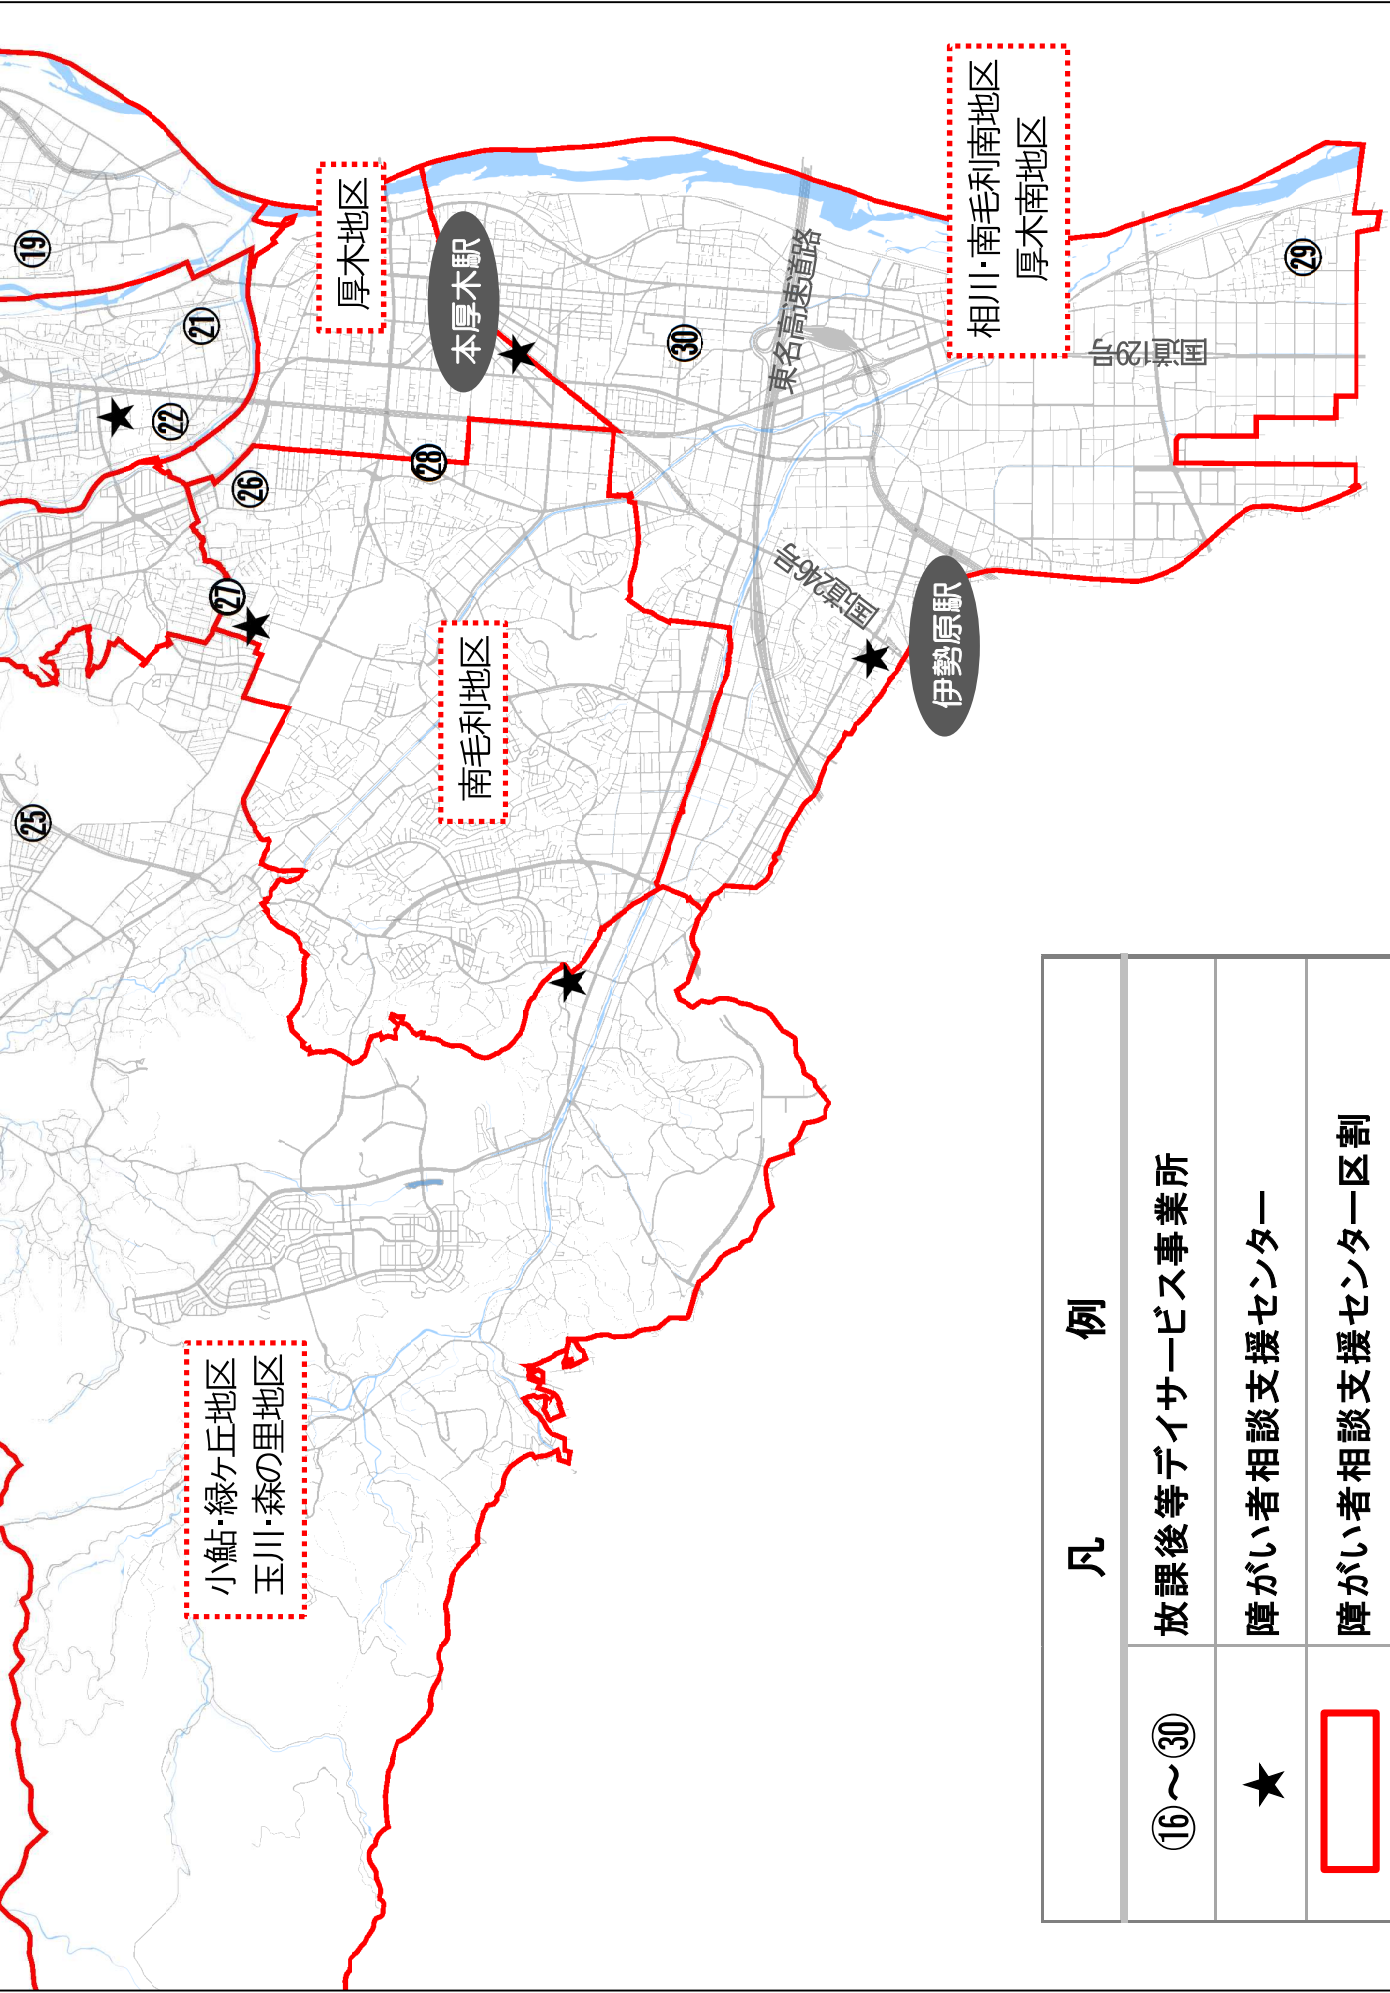 ⑲
㉑
㉒
㉕
㉖
㉗
㉘
㉙
㉚
厚木地区
本厚木駅
相川・南毛利南地区
厚木南地区
東名高速道路
国道129号
国道246号
伊勢原駅
南毛利地区
小鮎・緑ヶ丘地区
玉川・森の里地区
凡例
⑯～㉚ 放課後等デイサービス事業所
★ 障がい者相談支援センター
障がい者相談支援センター区割